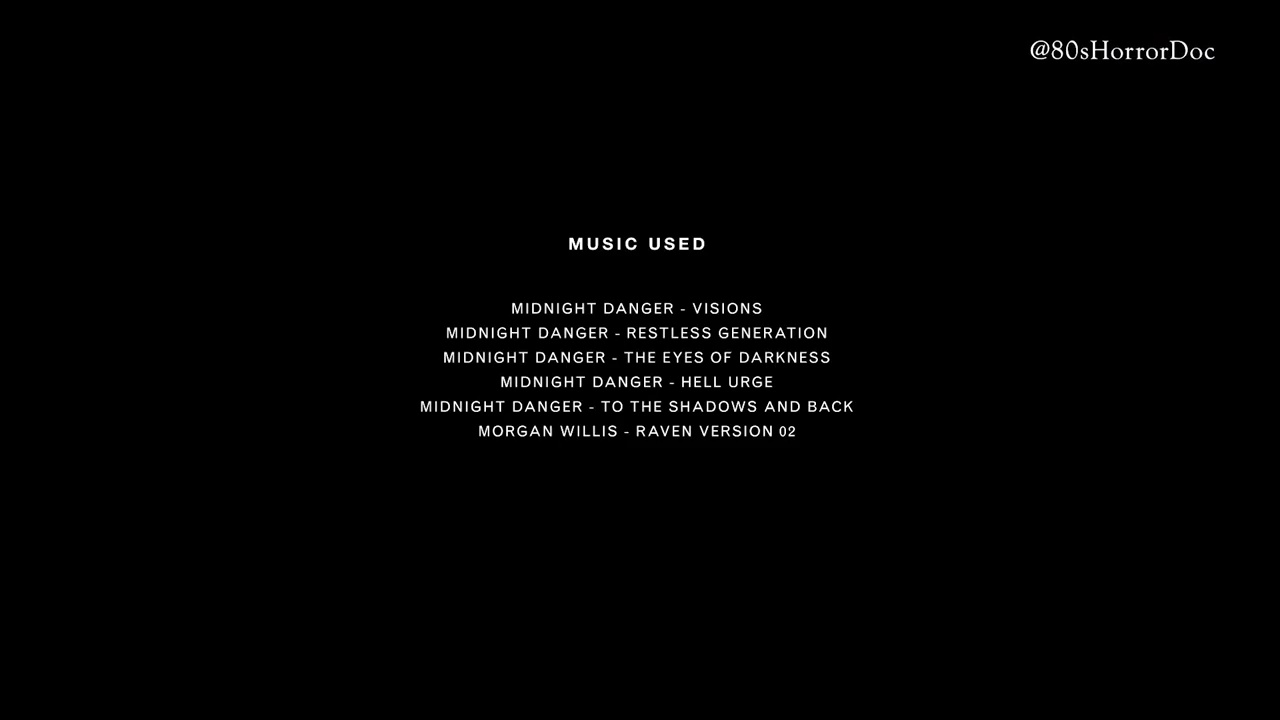 @80sHorrorDoc
MUSIC USED
MIDNIGHT DANGER - VISIONS
MIDNIGHT DANGER - RESTLESS GENERATION
MIDNIGHT DANGER - THE EYES OF DARKNESS
MIDNIGHT DANGER - HELL URGE
MIDNIGHT DANGER - TO THE SHADOWS AND BACK
MORGAN WILLIS - RAVEN VERSION 02